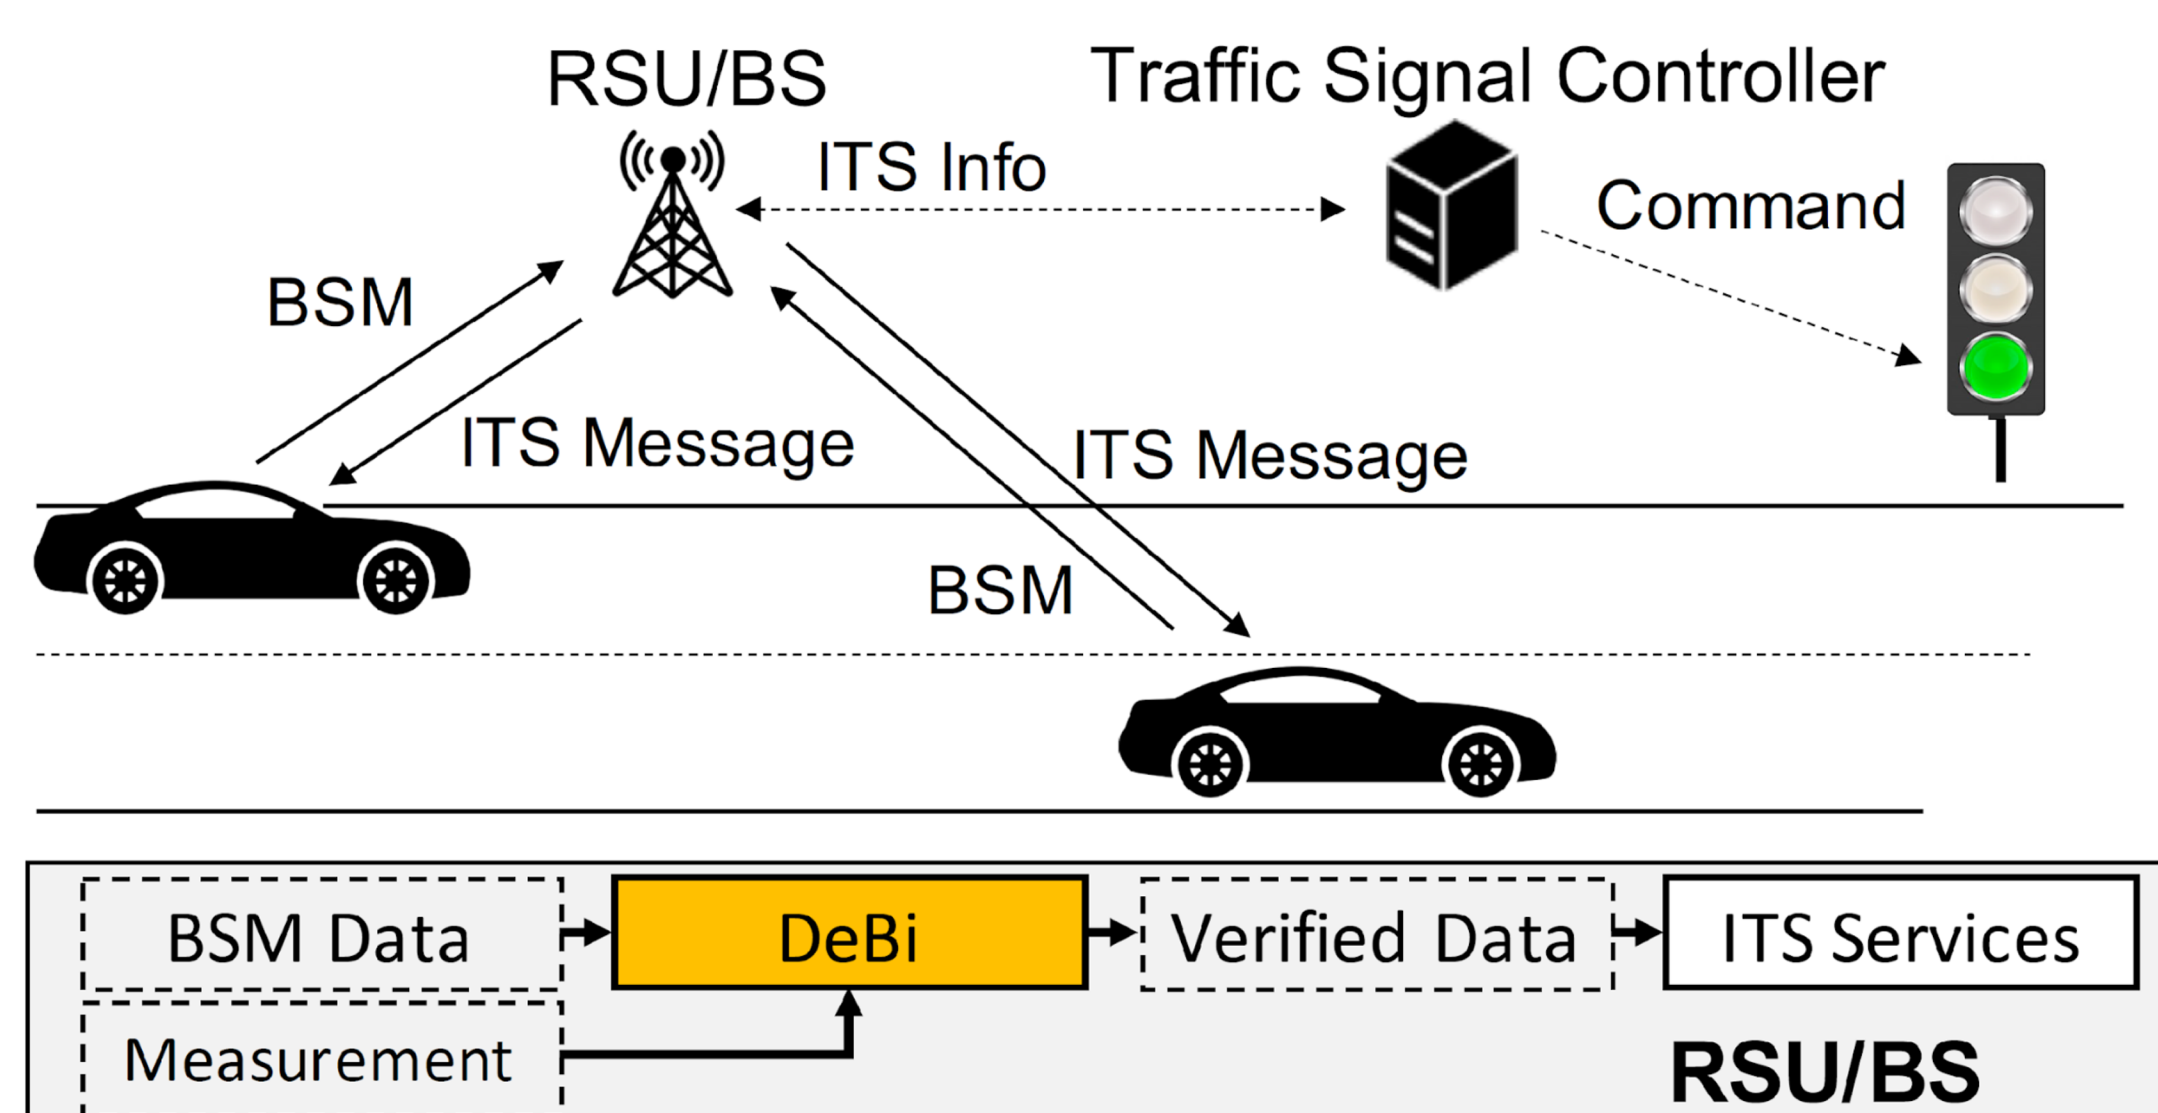 RSU/BS
Traffic Signal Controller
ITS Info
Command
BSM
ITS Message
ITS Message
BSM
BSM Data
DeBi
Verified Data
ITS Services
Measurement
RSU/BS